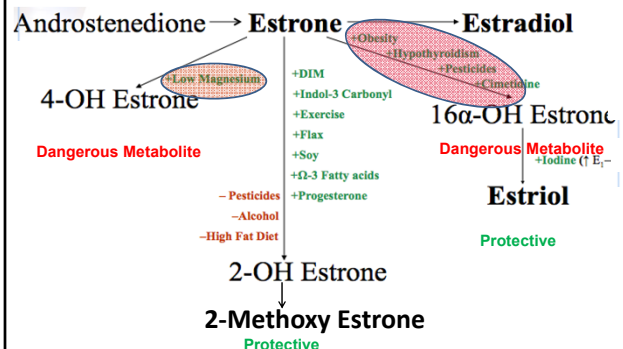 Androstenedione Estrone Estradiol
+Obesity
+Hypothyroidism
+Pesticides
+Cimetidine
+Low Magnesium
4-OH Estrone
Dangerous Metabolite
+DIM
+Indol-3 Carbonyl
+Exercise
+Flax
+Soy
+Ω-3 Fatty acids
+Progesterone
– Pesticides
–Alcohol
–High Fat Diet
16α-OH Estrone
Dangerous Metabolite
+Iodine (↑ E₁–
Estriol
Protective
2-OH Estrone
2-Methoxy Estrone
Protective